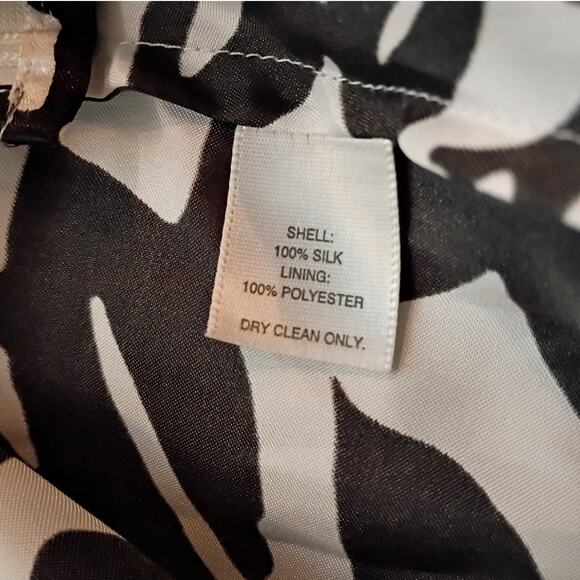 SHELL:
100% SILK
LINING:
100% POLYESTER
DRY CLEAN ONLY.